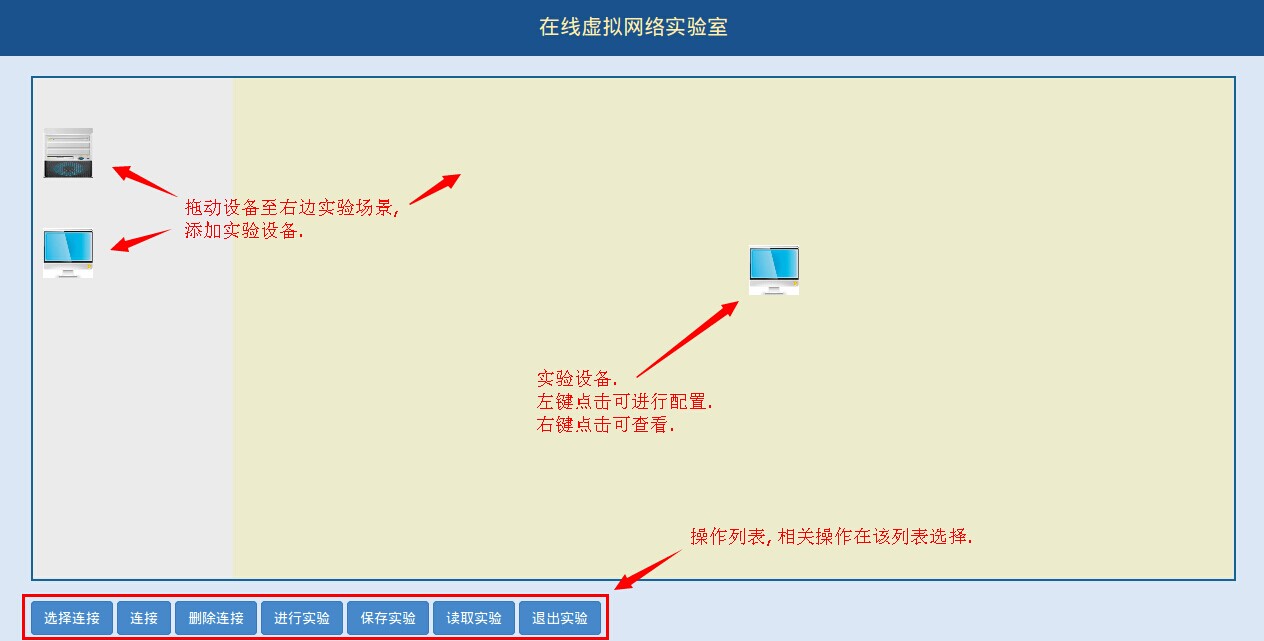 在线虚拟网络实验室
拖动设备至右边实验场景,
添加实验设备.
实验设备.
左键点击可进行配置.
右键点击可查看.
操作列表,相关操作在该列表选择.
选择连接
连接
删除连接
进行实验
保存实验
读取实验
退出实验